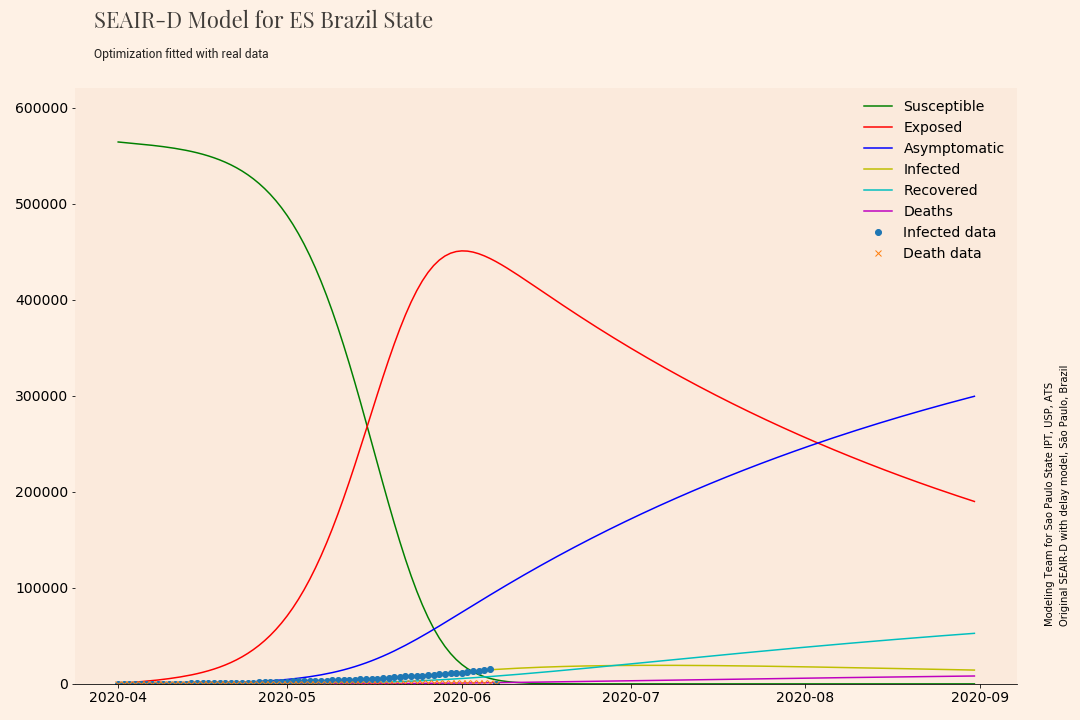 SEAIR-D Model for ES Brazil State
Optimization fitted with real data
600000
500000
400000
300000
200000
100000
0
2020-04
2020-05
2020-06
2020-07
2020-08
2020-09
Susceptible
Exposed
Asymptomatic
Infected
Recovered
Deaths
Infected data
Death data
Modeling Team for Sao Paulo State IPT, USP, ATS
Original SEAIR-D with delay model, São Paulo, Brazil